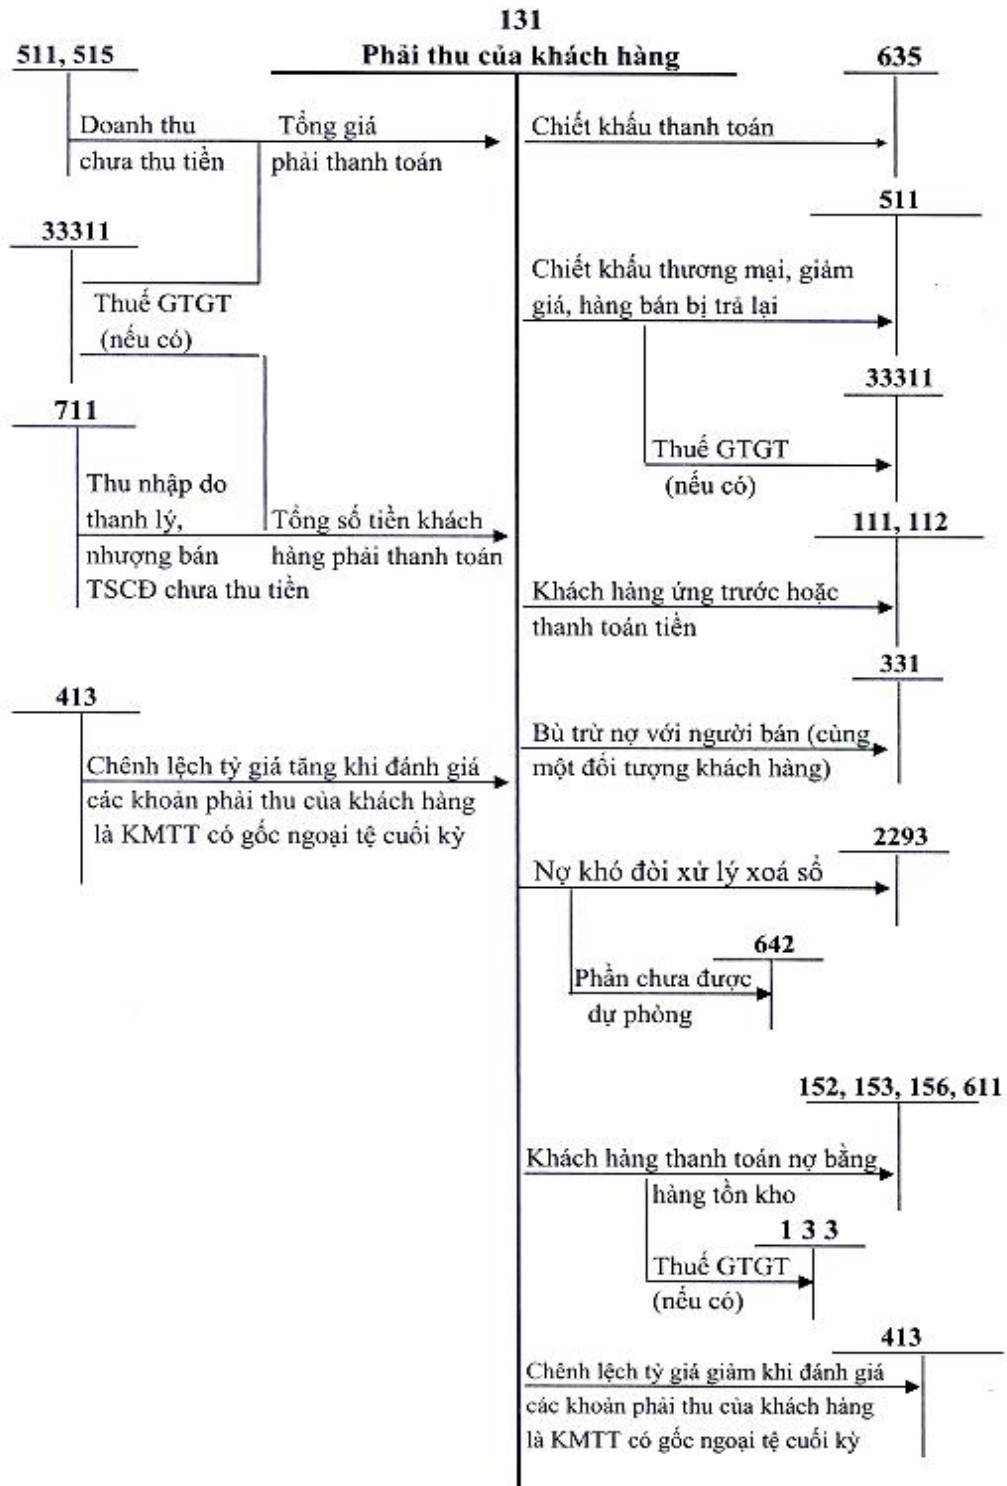 131
Phải thu của khách hàng
511, 515
Doanh thu
chưa thu tiền
Tổng giá
phải thanh toán
33311
Thuế GTGT
(nếu có)
711
Thu nhập do
thanh lý,
nhượng bán
TSCĐ chưa thu tiền
Tổng số tiền khách
hàng phải thanh toán
413
Chênh lệch tỷ giá tăng khi đánh giá
các khoản phải thu của khách hàng
là KMTT có gốc ngoại tệ cuối kỳ
635
Chiết khấu thanh toán
511
Chiết khấu thương mại, giảm
giá, hàng bán bị trả lại
33311
Thuế GTGT
(nếu có)
111, 112
Khách hàng ứng trước hoặc
thanh toán tiền
331
Bù trừ nợ với người bán (cùng
một đối tượng khách hàng)
2293
Nợ khó đòi xử lý xoá sổ
642
Phần chưa được
dự phòng
152, 153, 156, 611
Khách hàng thanh toán nợ bằng
hàng tồn kho
1 3 3
Thuế GTGT
(nếu có)
413
Chênh lệch tỷ giá giảm khi đánh giá
các khoản phải thu của khách hàng
là KMTT có gốc ngoại tệ cuối kỳ